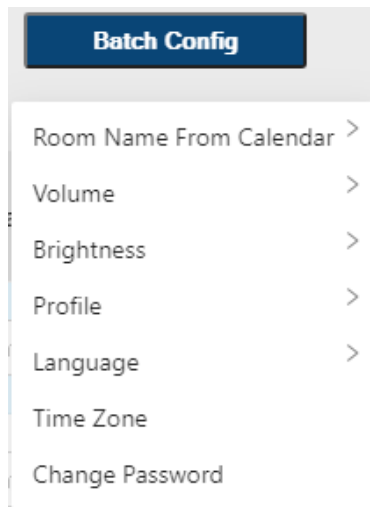 Batch Config
Room Name From Calendar >
Volume >
Brightness >
Profile >
Language >
Time Zone
Change Password